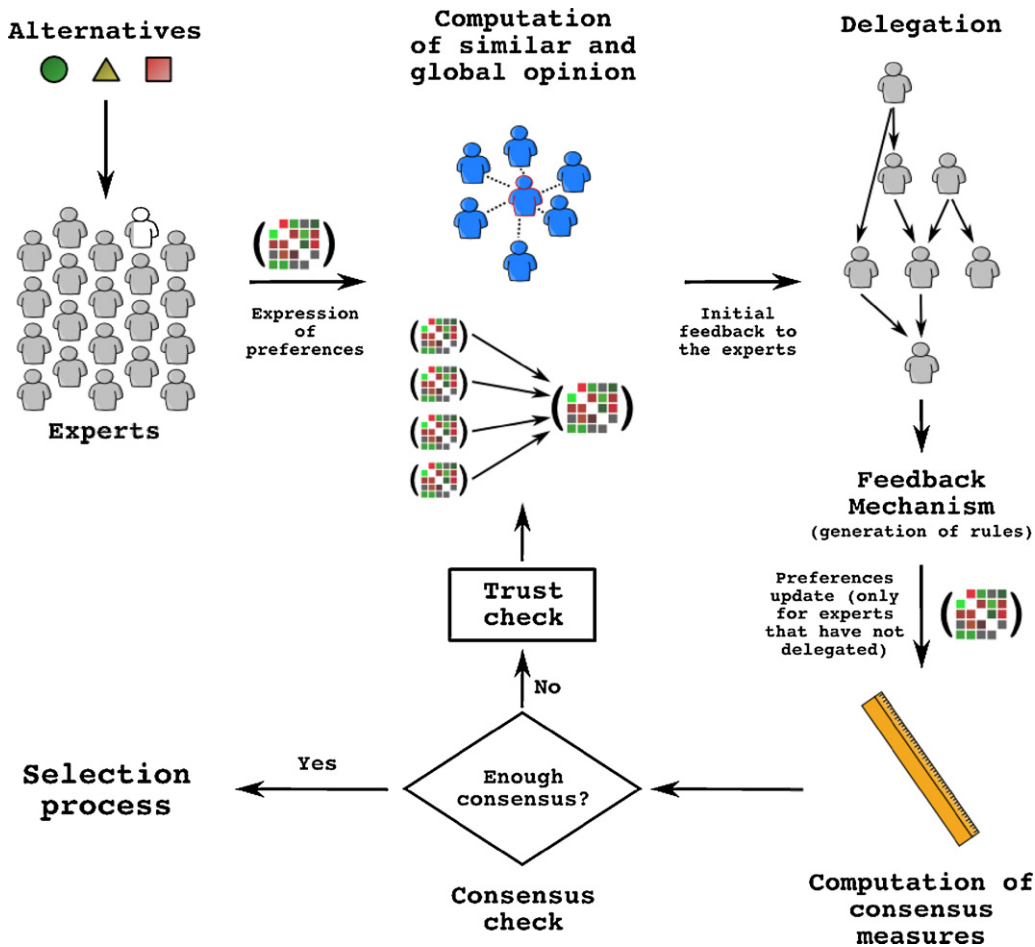 Alternatives
Experts
Expression
of
preferences
Computation
of similar and
global opinion
Initial
feedback to
the experts
Delegation
Feedback
Mechanism
(generation of rules)
Preferences
update (only
for experts
that have not
delegated)
Computation of
consensus
measures
Enough
consensus?
Consensus
check
No
Trust
check
Yes
Selection
process